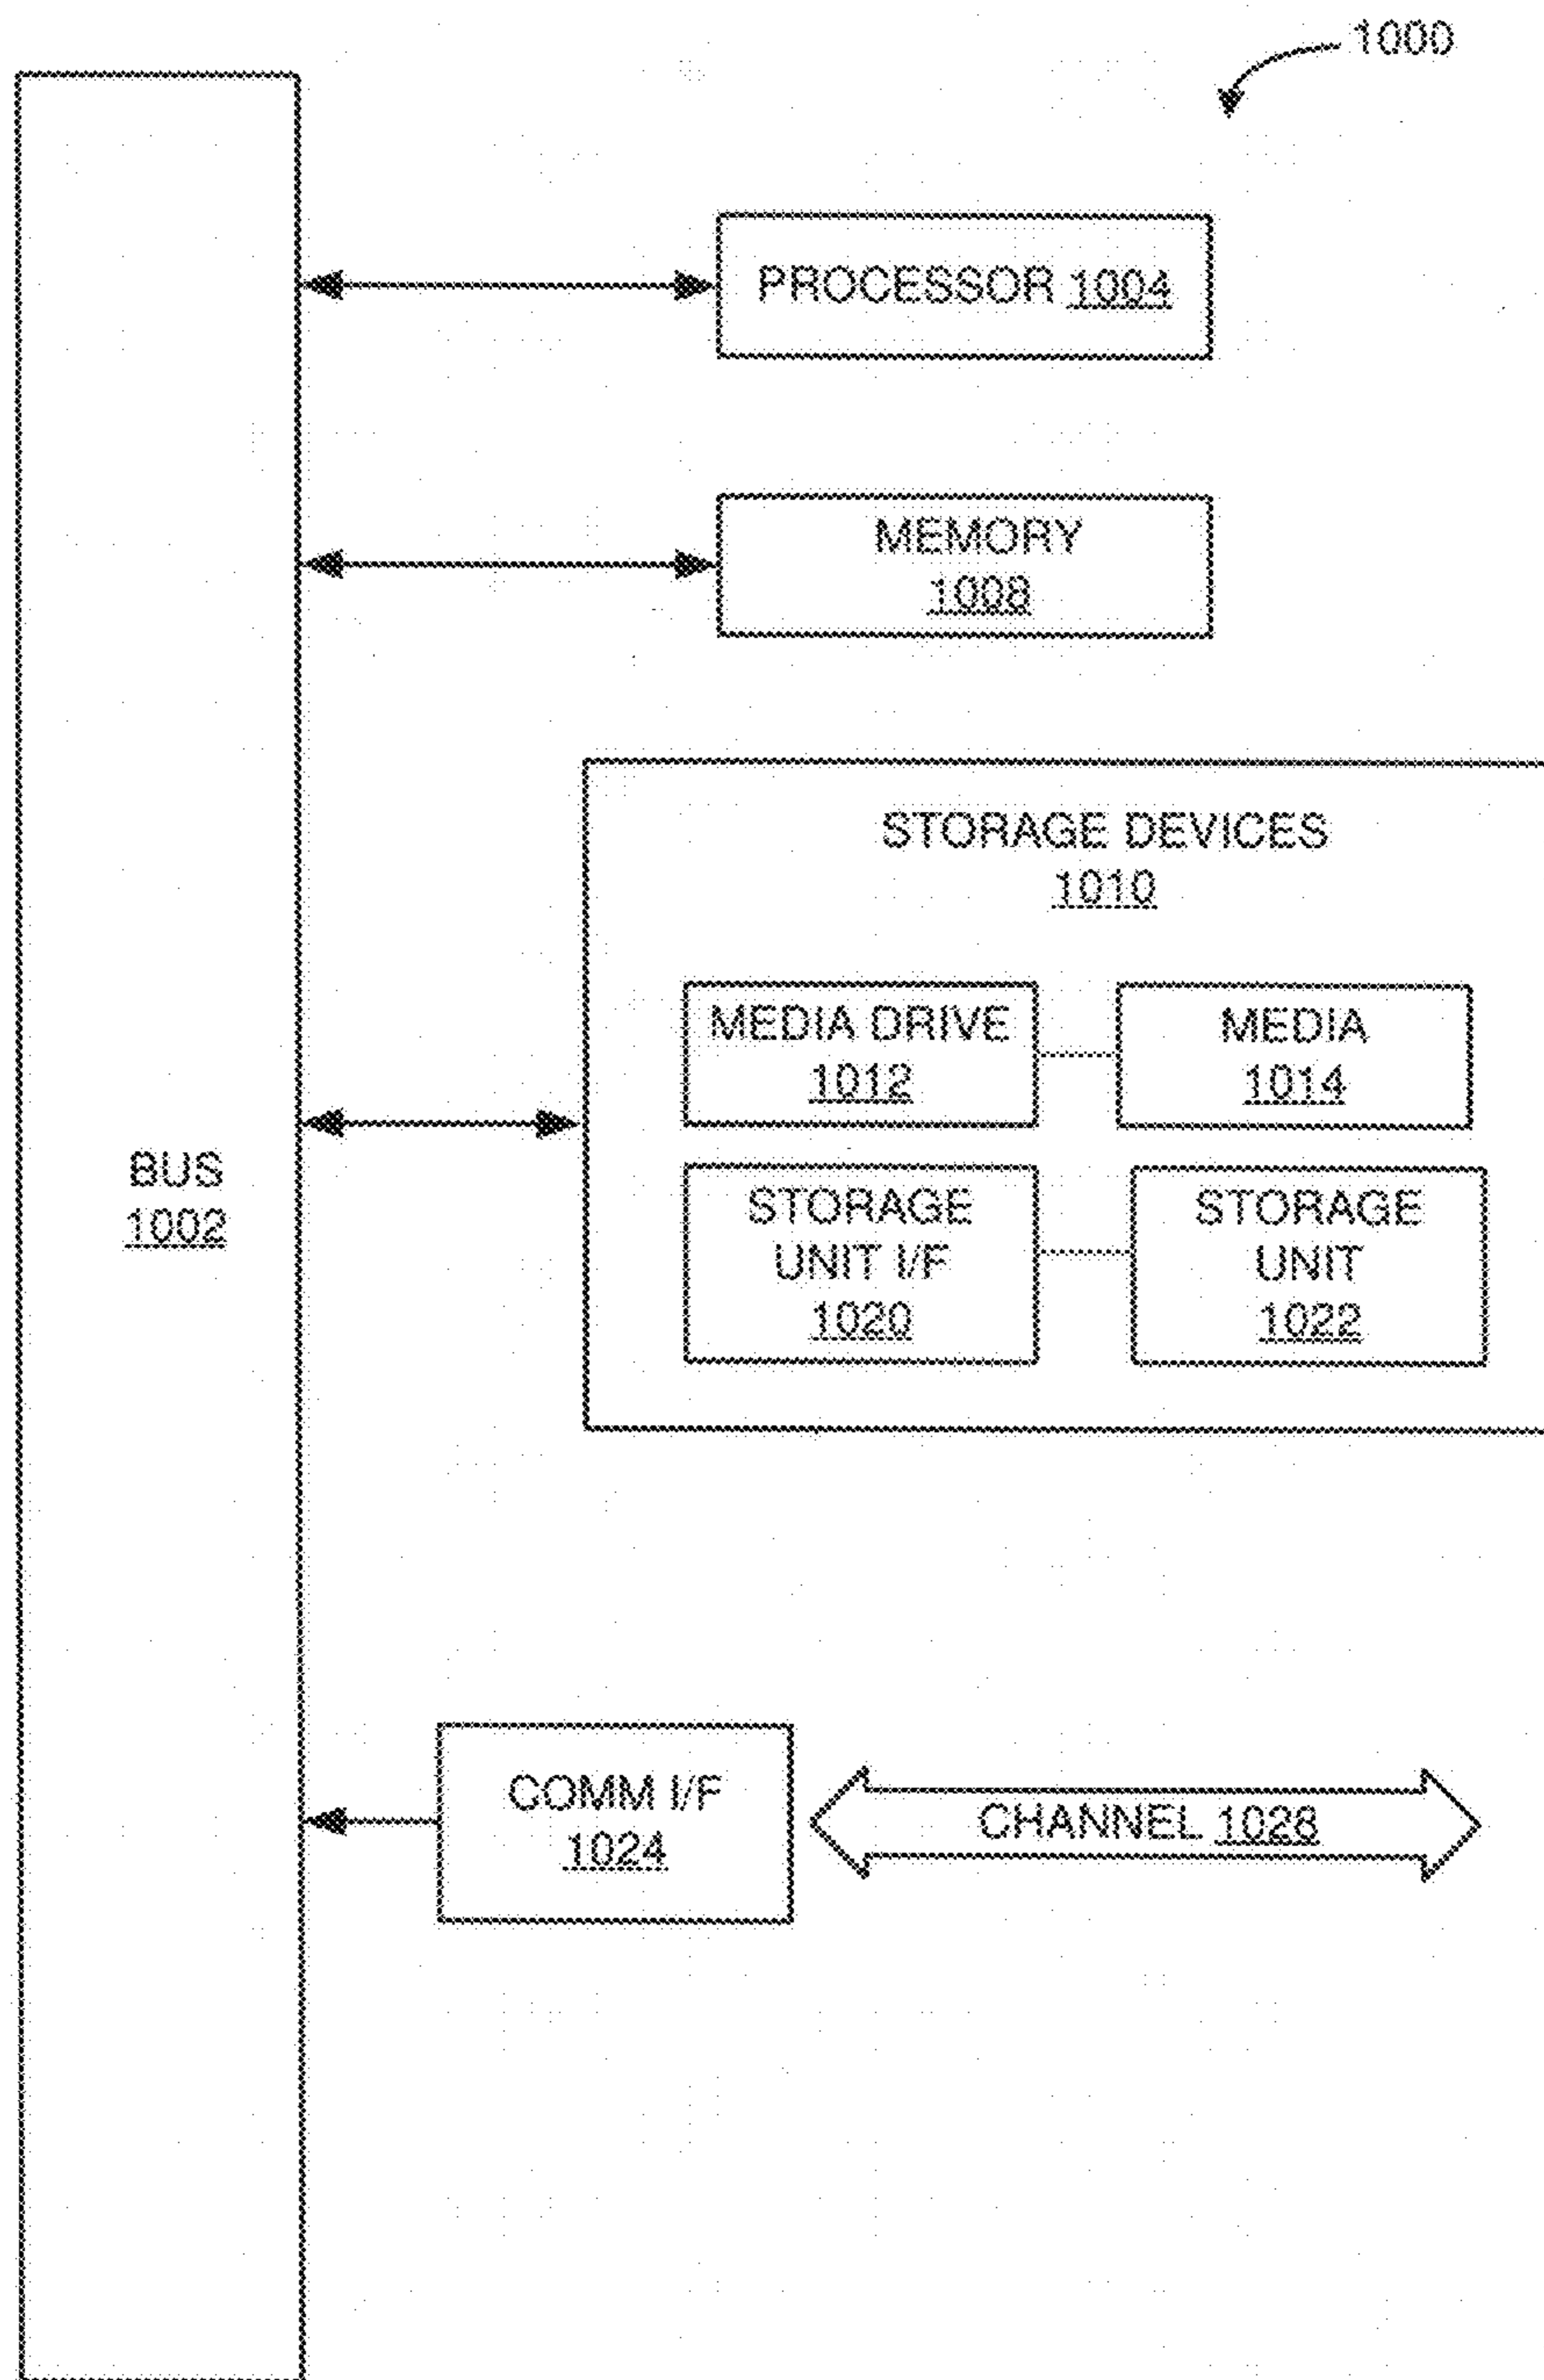 1000
PROCESSOR 1004
MEMORY
1008
STORAGE DEVICES
1010
MEDIA DRIVE
1012
MEDIA
1014
BUS
1002
STORAGE
UNIT I/F
1020
STORAGE
UNIT
1022
COMM I/F
1024
CHANNEL 1028